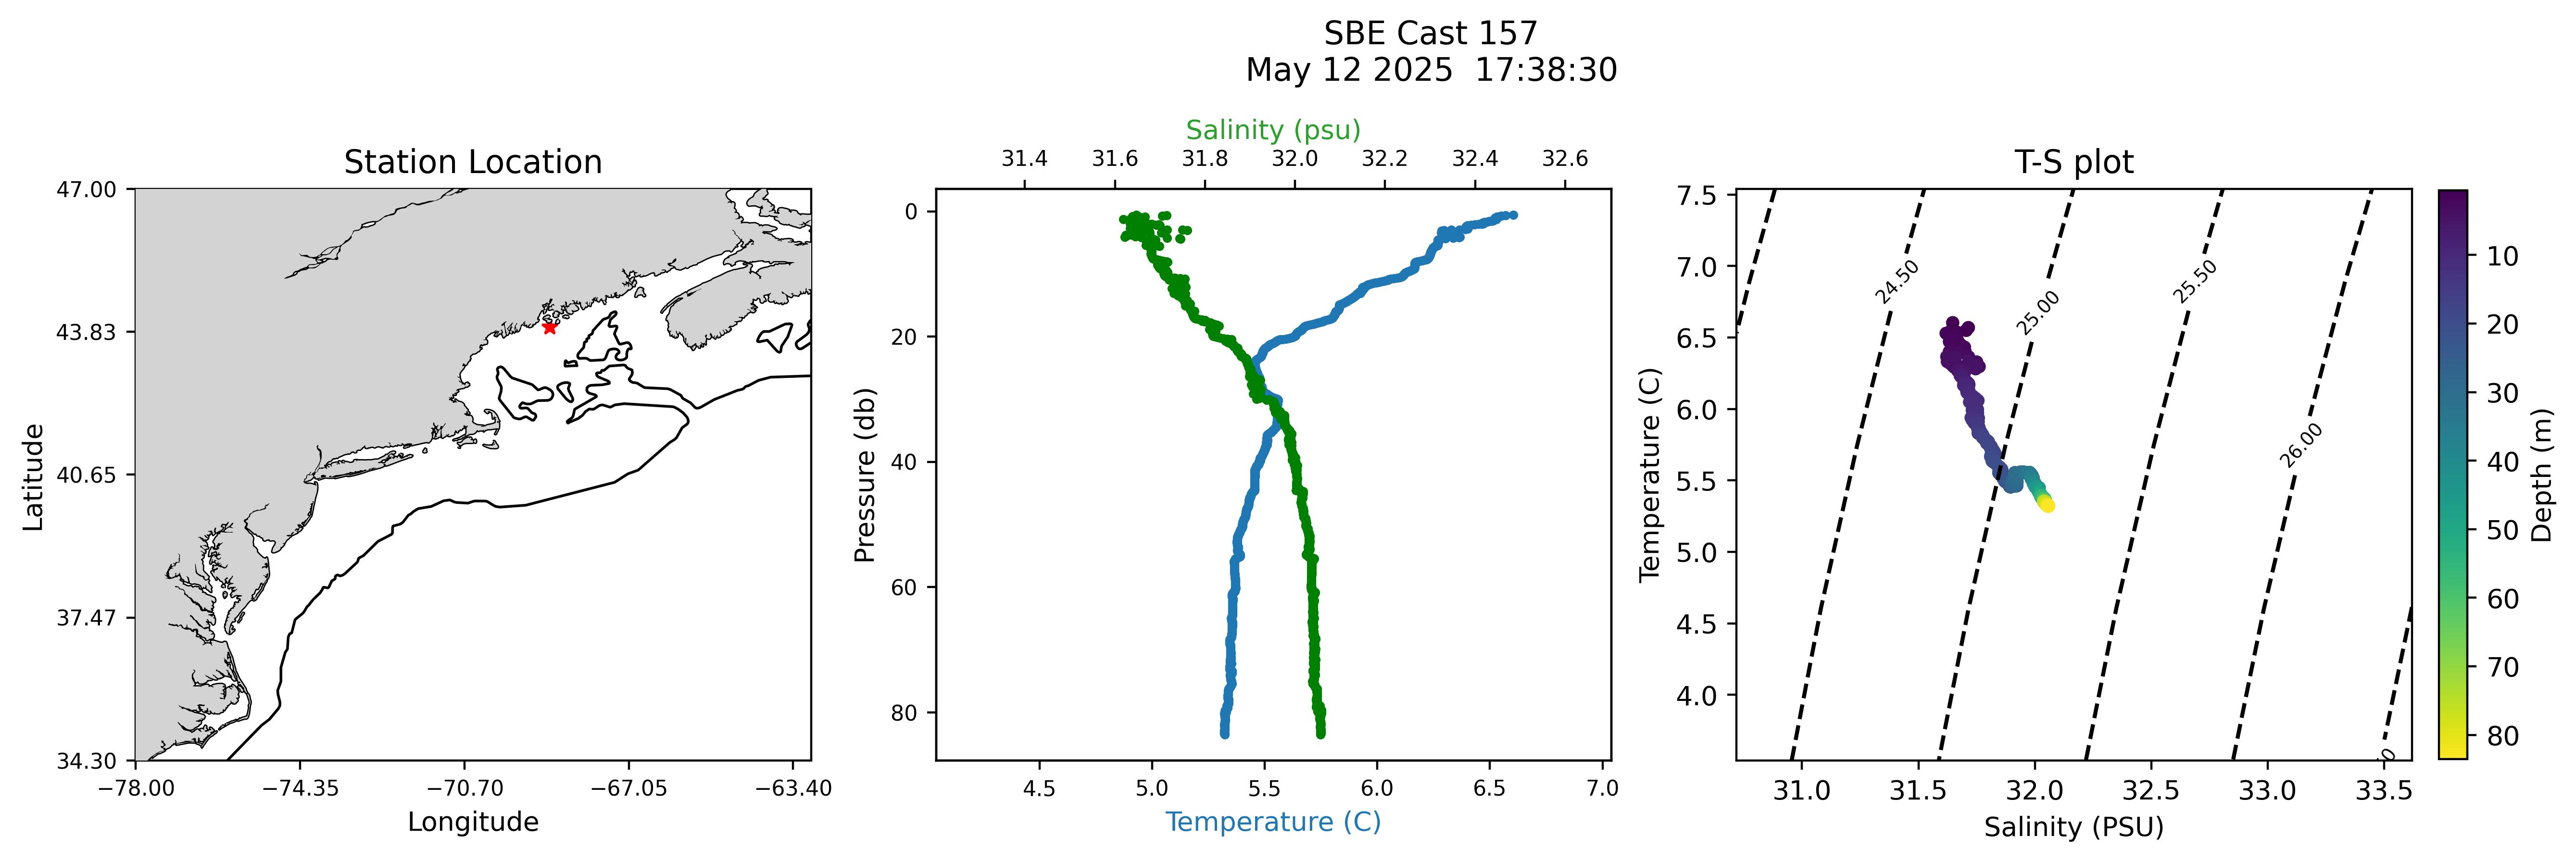 SBE Cast 157
May 12 2025  17:38:30
Station Location
47.00
43.83
40.65
37.47
34.30
Latitude
−78.00 −74.35 −70.70 −67.05 −63.40
Longitude
Salinity (psu)
31.4 31.6 31.8 32.0 32.2 32.4 32.6
0
20
40
60
80
Pressure (db)
4.5 5.0 5.5 6.0 6.5 7.0
Temperature (C)
T-S plot
7.5
7.0
6.5
6.0
5.5
5.0
4.5
4.0
Temperature (C)
24.50
25.00
25.50
26.00
31.0 31.5 32.0 32.5 33.0 33.5
Salinity (PSU)
10
20
30
40
50
60
70
80
Depth (m)